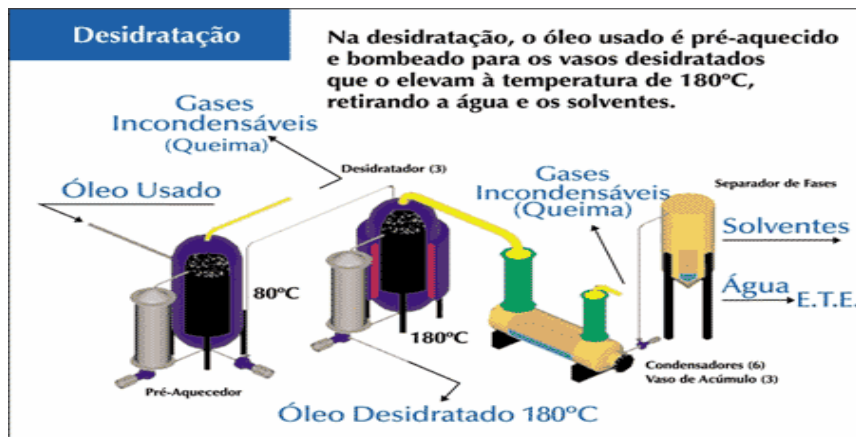 Desidratação
Na desidratação, o óleo usado é pré-aquecido
e bombeado para os vasos desidratados
que o elevam à temperatura de 180ºC,
retirando a água e os solventes.
Gases
Incondensáveis
(Queima)
Desidratador (3)
Óleo Usado
Gases
Incondensáveis
(Queima)
Separador de Fases
Solventes
80ºC
Água
E.T.E.
180ºC
Condensadores (6)
Vaso de Acúmulo (3)
Pré-Aquecedor
Óleo Desidratado 180ºC